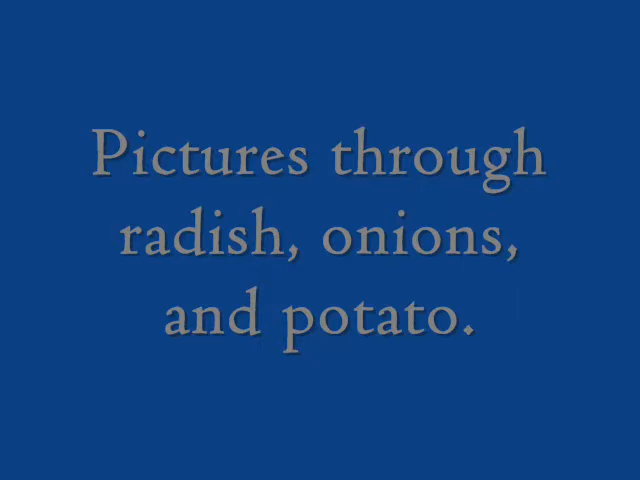 Pictures through
radish, onions,
and potato.